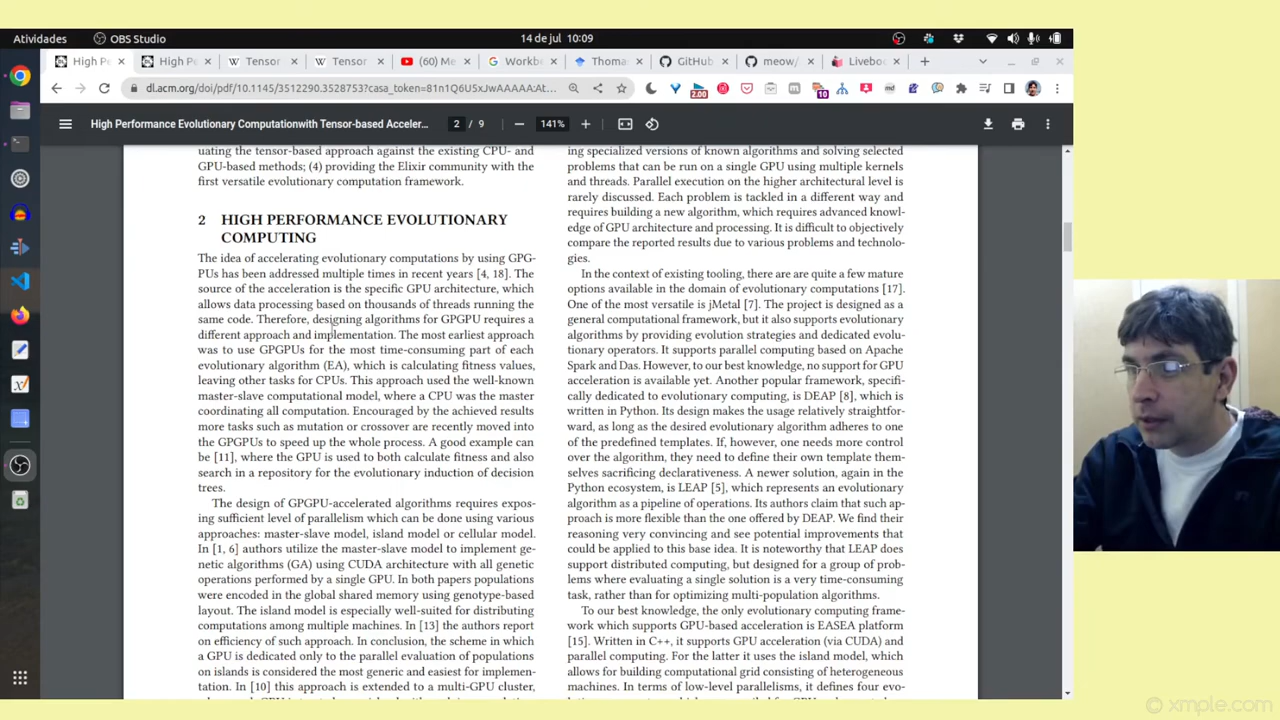 Atividades
OBS Studio
14 de jul 10:09
High Pe
High P
Tensor
Tensor
(60) Me
Workbe
Thoma
GitHub
meow/
Livebo
dl.acm.org/doi/pdf/10.1145/3512290.3528753?casa_token=81n1Q6U5xJwAAAAA:At...
2.00
10
High Performance Evolutionary Computationwith Tensor-based Acceler...
2 / 9
141%
uating the tensor-based approach against the existing CPU- and
GPU-based methods; (4) providing the Elixir community with the
first versatile evolutionary computation framework.
2 HIGH PERFORMANCE EVOLUTIONARY
COMPUTING
The idea of accelerating evolutionary computations by using GPG-
PUs has been addressed multiple times in recent years [4, 18]. The
source of the acceleration is the specific GPU architecture, which
allows data processing based on thousands of threads running the
same code. Therefore, designing algorithms for GPGPU requires a
different approach and implementation. The most earliest approach
was to use GPGPUs for the most time-consuming part of each
evolutionary algorithm (EA), which is calculating fitness values,
leaving other tasks for CPUs. This approach used the well-known
master-slave computational model, where a CPU was the master
coordinating all computation. Encouraged by the achieved results
more tasks such as mutation or crossover are recently moved into
the GPGPUs to speed up the whole process. A good example can
be [11], where the GPU is used to both calculate fitness and also
search in a repository for the evolutionary induction of decision
trees.
The design of GPGPU-accelerated algorithms requires expos-
ing sufficient level of parallelism which can be done using various
approaches: master-slave model, island model or cellular model.
In [1, 6] authors utilize the master-slave model to implement ge-
netic algorithms (GA) using CUDA architecture with all genetic
operations performed by a single GPU. In both papers populations
were encoded in the global shared memory using genotype-based
layout. The island model is especially well-suited for distributing
computations among multiple machines. In [13] the authors report
on efficiency of such approach. In conclusion, the scheme in which
a GPU is dedicated only to the parallel evaluation of populations
on islands is considered the most generic and easiest for implemen-
tation. In [10] this approach is extended to a multi-GPU cluster,
ing specialized versions of known algorithms and solving selected
problems that can be run on a single GPU using multiple kernels
and threads. Parallel execution on the higher architectural level is
rarely discussed. Each problem is tackled in a different way and
requires building a new algorithm, which requires advanced knowl-
edge of GPU architecture and processing. It is difficult to objectively
compare the reported results due to various problems and technolo-
gies.
In the context of existing tooling, there are are quite a few mature
options available in the domain of evolutionary computations [17].
One of the most versatile is jMetal [7]. The project is designed as a
general computational framework, but it also supports evolutionary
algorithms by providing evolution strategies and dedicated evolu-
tionary operators. It supports parallel computing based on Apache
Spark and Das. However, to our best knowledge, no support for GPU
acceleration is available yet. Another popular framework, specifi-
cally dedicated to evolutionary computing, is DEAP [8], which is
written in Python. Its design makes the usage relatively straightfor-
ward, as long as the desired evolutionary algorithm adheres to one
of the predefined templates. If, however, one needs more control
over the algorithm, they need to define their own template them-
selves sacrificing declarativeness. A newer solution, again in the
Python ecosystem, is LEAP [5], which represents an evolutionary
algorithm as a pipeline of operations. Its authors claim that such ap-
proach is more flexible than the one offered by DEAP. We find their
reasoning very convincing and see potential improvements that
could be applied to this base idea. It is noteworthy that LEAP does
support distributed computing, but designed for a group of prob-
lems where evaluating a single solution is a very time-consuming
task, rather than for optimizing multi-population algorithms.
To our best knowledge, the only evolutionary computing frame-
work which supports GPU-based acceleration is EASEA platform
[15]. Written in C++, it supports GPU acceleration (via CUDA) and
parallel computing. For the latter it uses the island model, which
allows for building computational grid consisting of heterogeneous
machines. In terms of low-level parallelisms, it defines four evo-
© xmple.com